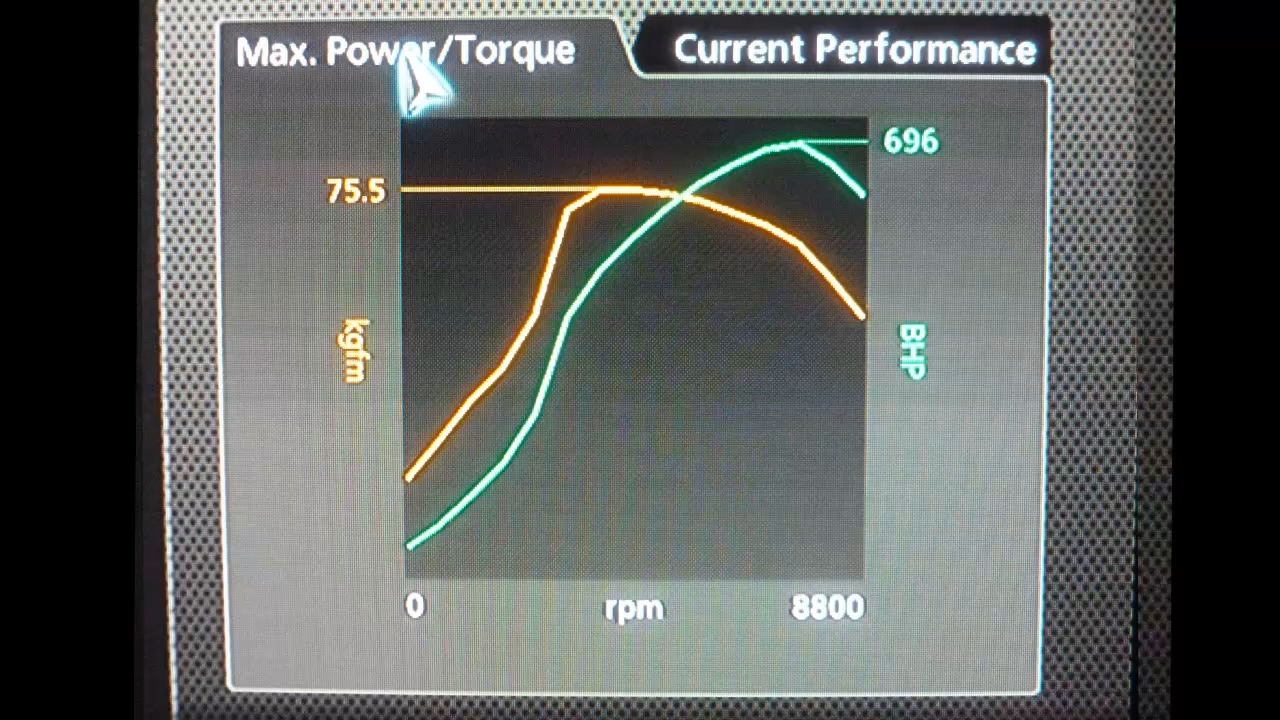 Max. Power/Torque
Current Performance
696
75.5
kgfm
BHP
0
rpm
8800